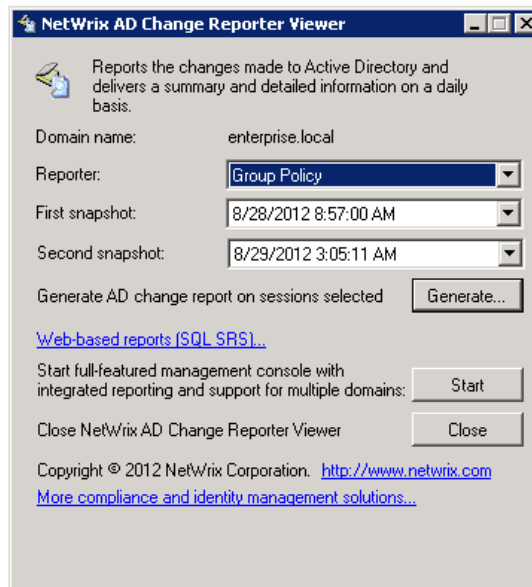 NetWrix AD Change Reporter Viewer
Reports the changes made to Active Directory and
delivers a summary and detailed information on a daily
basis.
Domain name: enterprise.local
Reporter: Group Policy
First snapshot: 8/28/2012 8:57:00 AM
Second snapshot: 8/29/2012 3:05:11 AM
Generate AD change report on sessions selected Generate...
Web-based reports (SQL SRS)...
Start full-featured management console with
integrated reporting and support for multiple domains: Start
Close NetWrix AD Change Reporter Viewer Close
Copyright © 2012 NetWrix Corporation. http://www.netwrix.com
More compliance and identity management solutions...